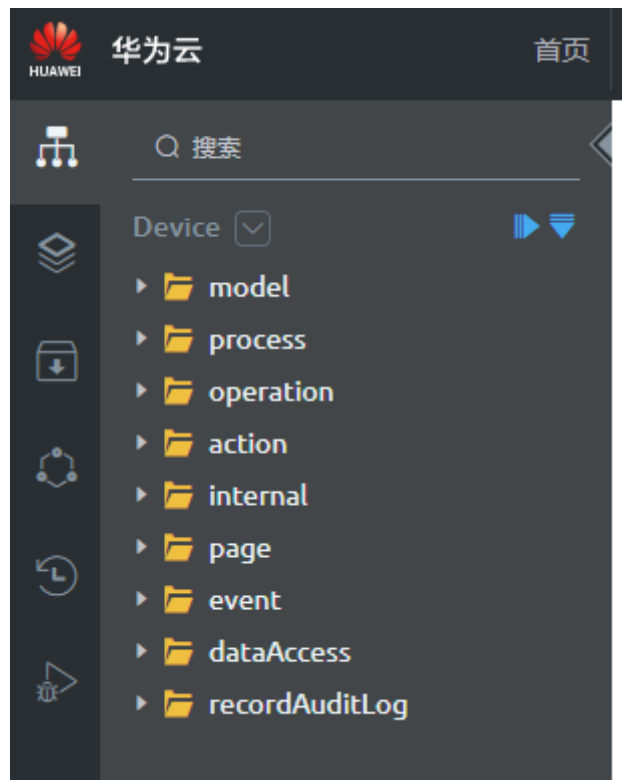 HUAWEI 华为云 首页
搜索
Device
model
process
operation
action
internal
page
event
dataAccess
recordAuditLog